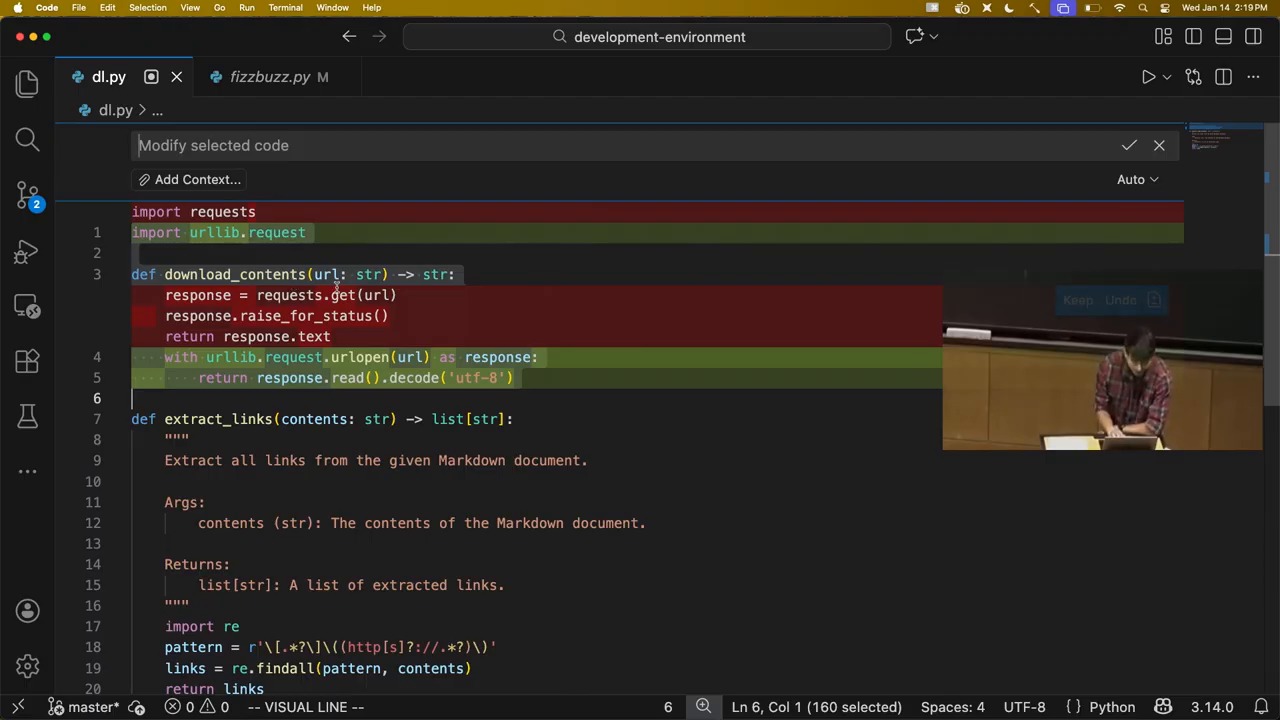 Code File Edit Selection View Go Run Terminal Window Help Wed Jan 14 2:19 PM
development-environment
dl.py fizzbuzz.py M
dl.py > ...
Modify selected code
Add Context... Auto
import requests
1 import urllib.request
2
3 def download_contents(url: str) -> str:
response = requests.get(url)
Keep Undo
response.raise_for_status()
return response.text
4 with urllib.request.urlopen(url) as response:
5 return response.read().decode('utf-8')
6
7 def extract_links(contents: str) -> list[str]:
8 """
9 Extract all links from the given Markdown document.
10
11 Args:
12 contents (str): The contents of the Markdown document.
13
14 Returns:
15 list[str]: A list of extracted links.
16 """
17 import re
18 pattern = r'\[.*?\]\((http[s]?://.*?)\)'
19 links = re.findall(pattern, contents)
20 return links
2
master* 0 0 -- VISUAL LINE -- 6 Ln 6, Col 1 (160 selected) Spaces: 4 UTF-8 { } Python 3.14.0